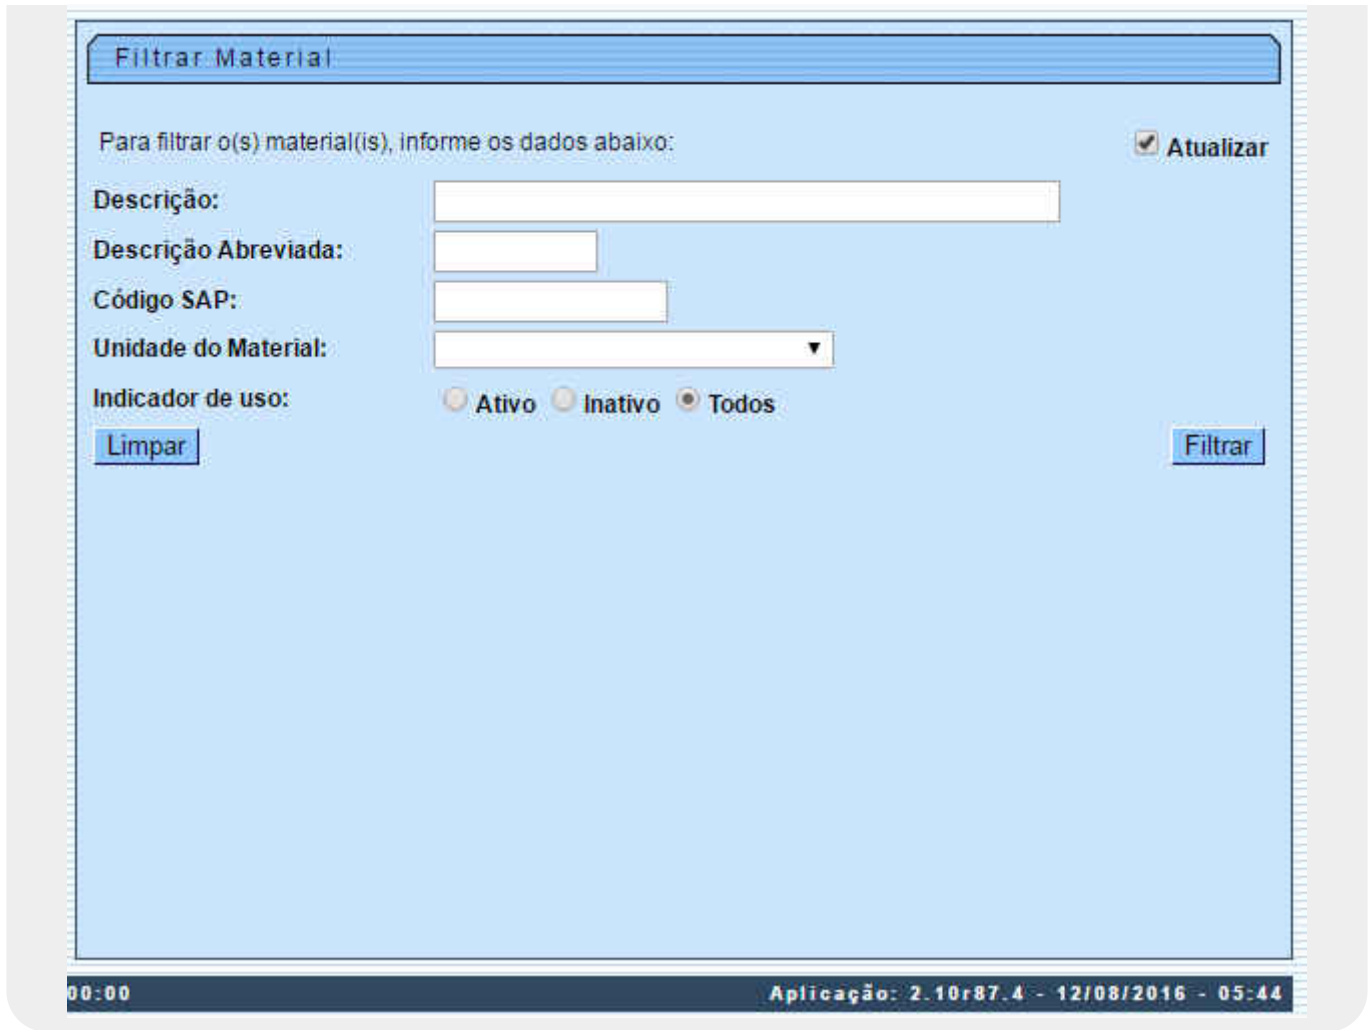 Filtrar Material
Para filtrar o(s) material(is), informe os dados abaixo:
Atualizar
Descrição:
Descrição Abreviada:
Código SAP:
Unidade do Material:
Indicador de uso: Ativo Inativo Todos
Limpar Filtrar
00:00 Aplicação: 2.10r87.4 - 12/08/2016 - 05:44